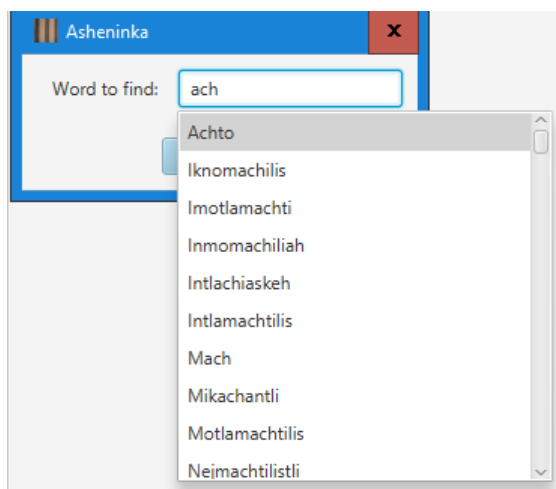 Asheninka
x
Word to find: ach
Achto
Iknomachilis
Imotlamachti
Inmomachiliah
Intlachiaskeh
Intlamachtilis
Mach
Mikachantli
Motlamachtilis
Nejmachtilistli